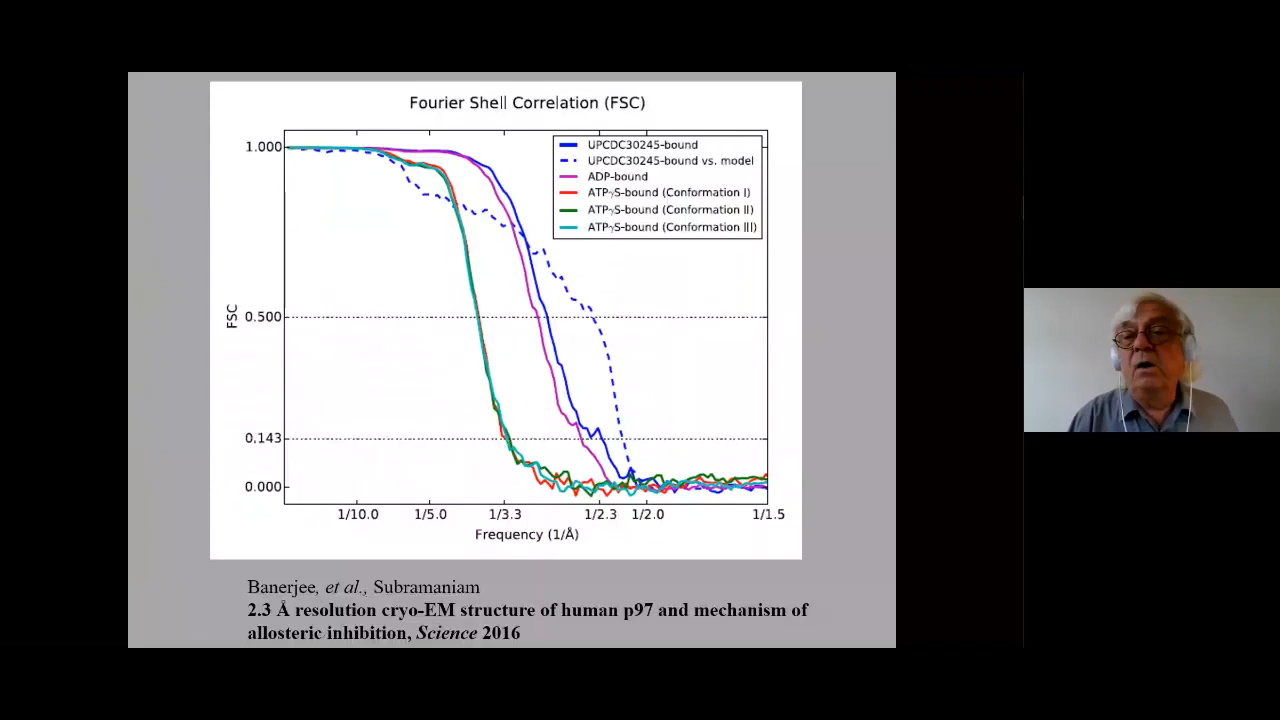 Fourier Shell Correlation (FSC)
1.000
0.500
0.143
0.000
FSC
UPCDC30245-bound
UPCDC30245-bound vs. model
ADP-bound
ATPγS-bound (Conformation I)
ATPγS-bound (Conformation II)
ATPγS-bound (Conformation III)
1/10.0 1/5.0 1/3.3 1/2.3 1/2.0 1/1.5
Frequency (1/Å)
Banerjee, et al., Subramaniam
2.3 Å resolution cryo-EM structure of human p97 and mechanism of
allosteric inhibition, Science 2016